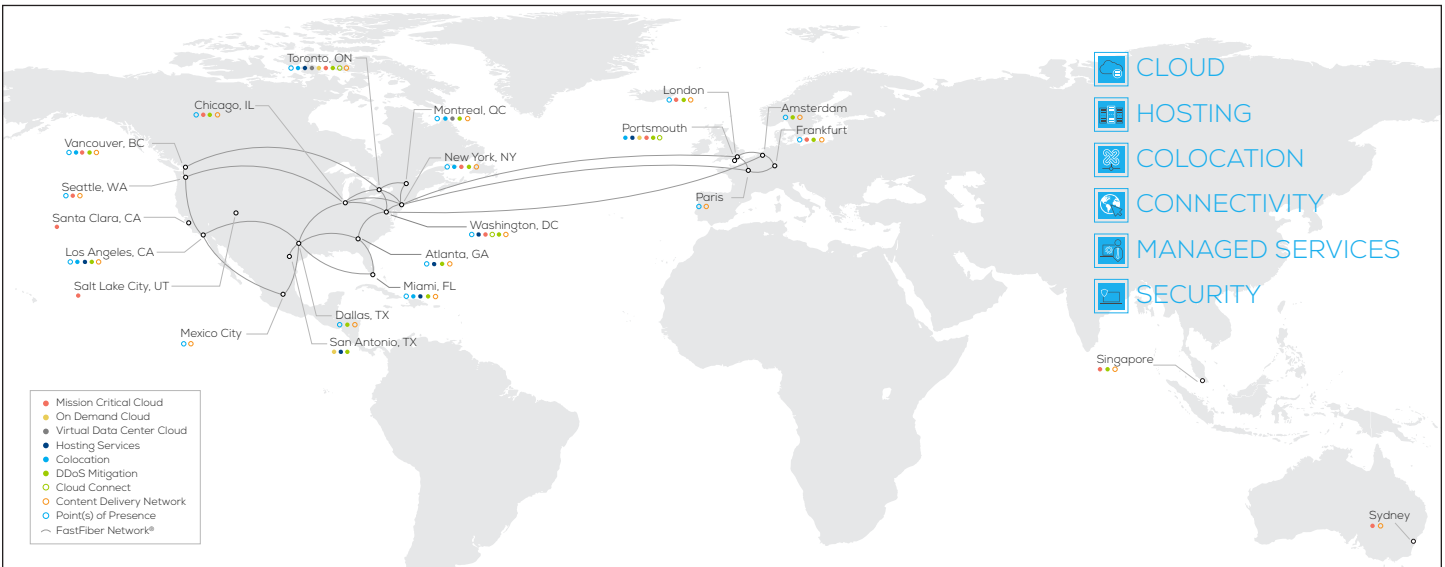 Toronto, ON
Chicago, IL
Montreal, QC
Vancouver, BC
New York, NY
Seattle, WA
Santa Clara, CA
Washington, DC
Los Angeles, CA
Atlanta, GA
Salt Lake City, UT
Miami, FL
Dallas, TX
Mexico City
San Antonio, TX
London
Amsterdam
Portsmouth
Frankfurt
Paris
CLOUD
HOSTING
COLOCATION
CONNECTIVITY
MANAGED SERVICES
SECURITY
Singapore
Sydney
Mission Critical Cloud
On Demand Cloud
Virtual Data Center Cloud
Hosting Services
Colocation
DDoS Mitigation
Cloud Connect
Content Delivery Network
Point(s) of Presence
FastFiber Network®